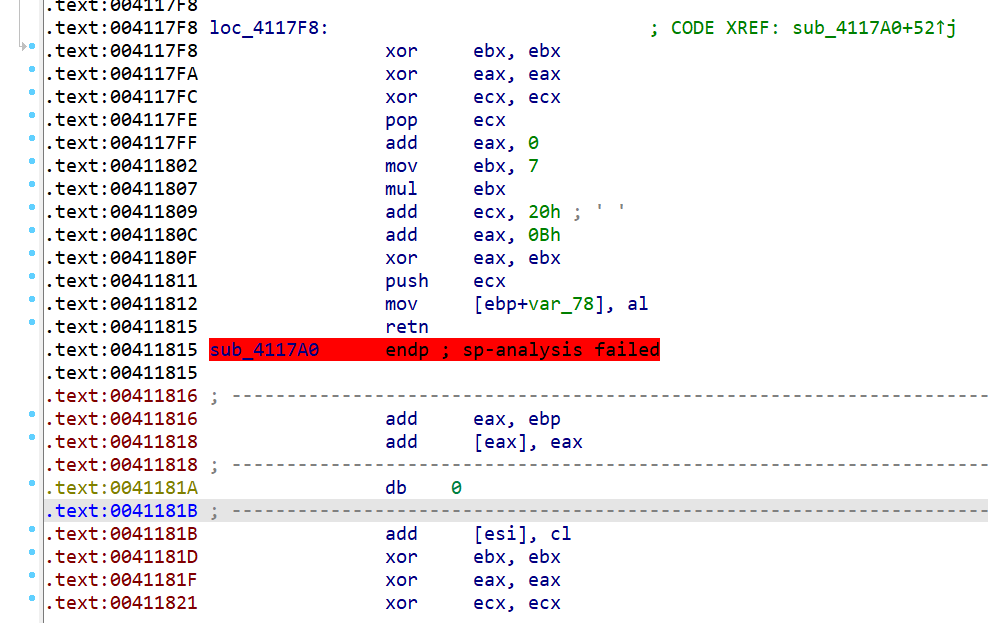 .text:004117F8
.text:004117F8 loc_4117F8: ; CODE XREF: sub_4117A0+52↑j
.text:004117F8 xor ebx, ebx
.text:004117FA xor eax, eax
.text:004117FC xor ecx, ecx
.text:004117FE pop ecx
.text:004117FF add eax, 0
.text:00411802 mov ebx, 7
.text:00411807 mul ebx
.text:00411809 add ecx, 20h ; ' '
.text:0041180C add eax, 0Bh
.text:0041180F xor eax, ebx
.text:00411811 push ecx
.text:00411812 mov [ebp+var_78], al
.text:00411815 retn
.text:00411815 sub_4117A0 endp ; sp-analysis failed
.text:00411815
.text:00411816 ; ---------------------------------------------------------------------------
.text:00411816 add eax, ebp
.text:00411818 add [eax], eax
.text:00411818 ; ---------------------------------------------------------------------------
.text:0041181A db 0
.text:0041181B ; ---------------------------------------------------------------------------
.text:0041181B add [esi], cl
.text:0041181D xor ebx, ebx
.text:0041181F xor eax, eax
.text:00411821 xor ecx, ecx